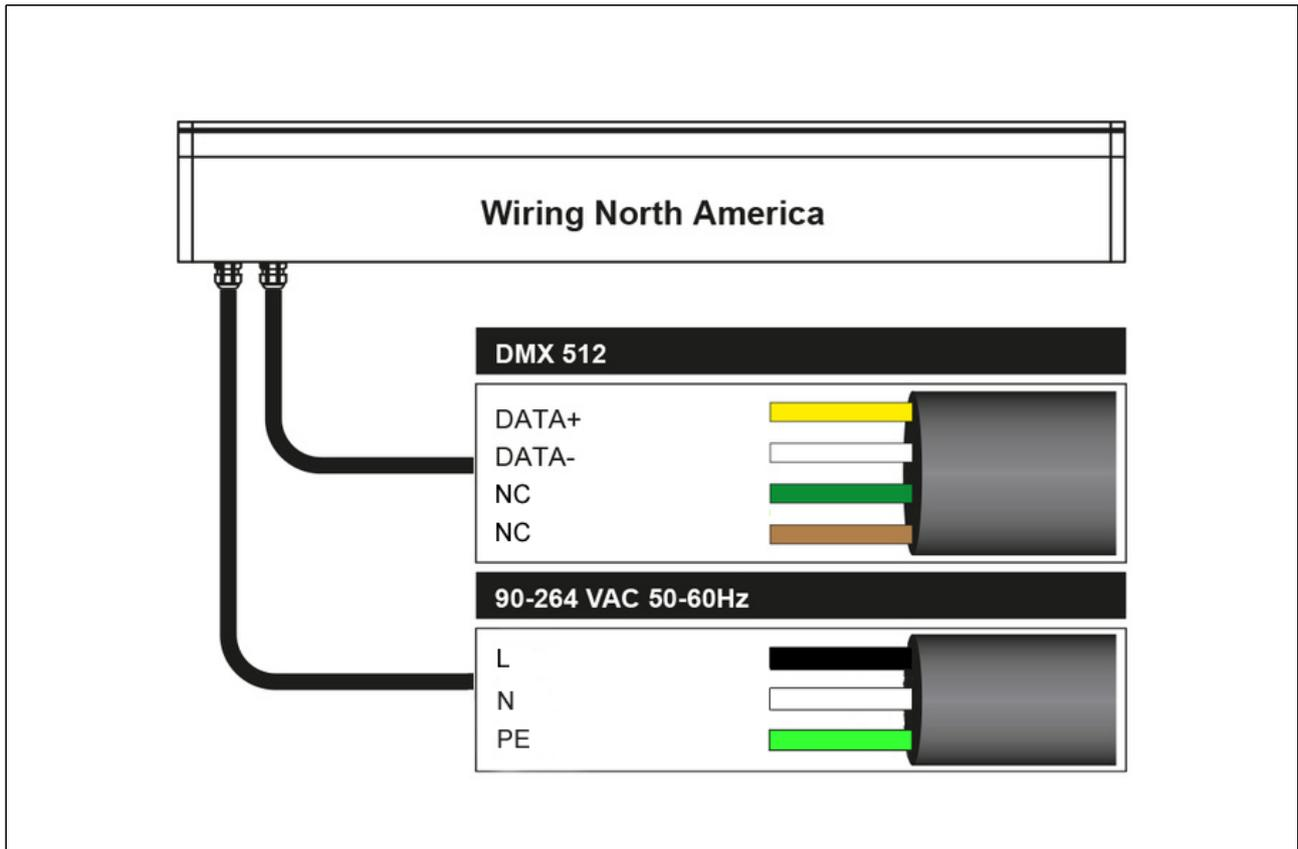 Wiring North America
DMX 512
DATA+
DATA-
NC
NC
90-264 VAC 50-60Hz
L
N
PE